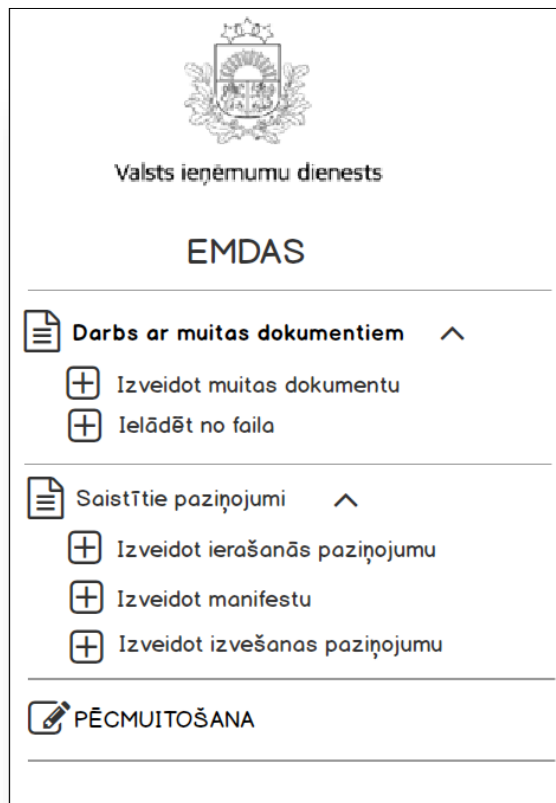 Valsts ieņēmumu dienests
EMDAS
Darbs ar muitas dokumentiem
Izveidot muitas dokumentu
Ielādēt no faila
Saistītie paziņojumi
Izveidot ierašanās paziņojumu
Izveidot manifestu
Izveidot izvešanas paziņojumu
PĒCMUITOŠANA